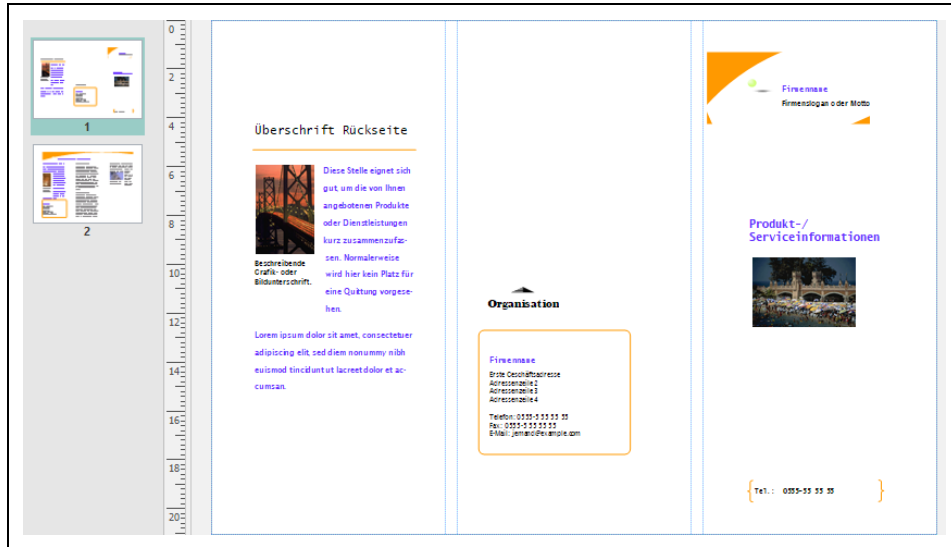 1
2
0
2
4
6
8
10
12
14
16
18
20
Überschrift Rückseite
Diese Stelle eignet sich
gut, um die von Ihnen
angebotenen Produkte
oder Dienstleistungen
kurz zusammenzufas-
sen. Normalerweise
wird hier kein Platz für
eine Quittung vorgese-
hen.
Beschreibende
Grafik- oder
Bildunterschrift.
Lorem ipsum dolor sit amet, consectetuer
adipiscing elit, sed diem nonummy nibh
euismod tincidunt ut lacreet dolor et ac-
cumsan.
Organisation
Firmenname
Erste Geschäftsadresse
Adressenzeile 2
Adressenzeile 3
Adressenzeile 4
Telefon: 0555-5 55 55 55
Fax: 0555-5 55 55 55
E-Mail: jemand@example.com
Firmenname
Firmenslogan oder Motto
Produkt-/
Serviceinformationen
Tel.: 0555-55 55 55